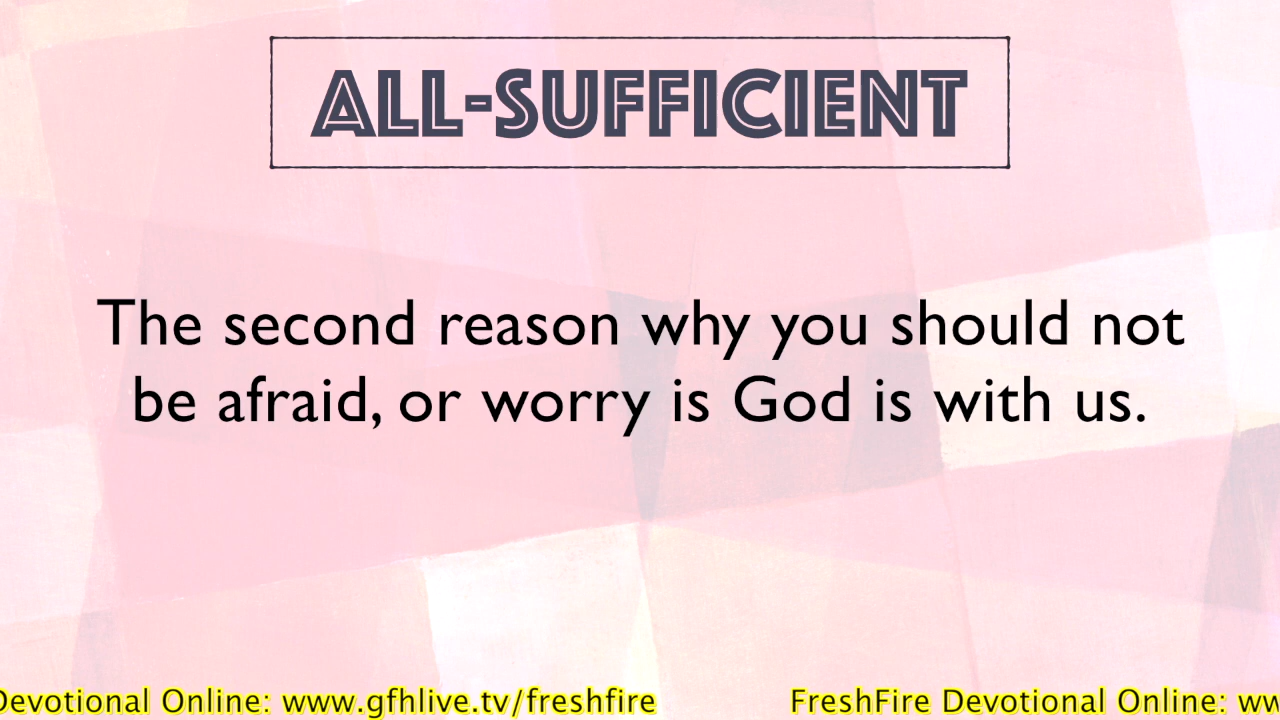 ALL-SUFFICIENT
The second reason why you should not
be afraid, or worry is God is with us.
Devotional Online: www.gfhlive.tv/freshfire FreshFire Devotional Online: ww